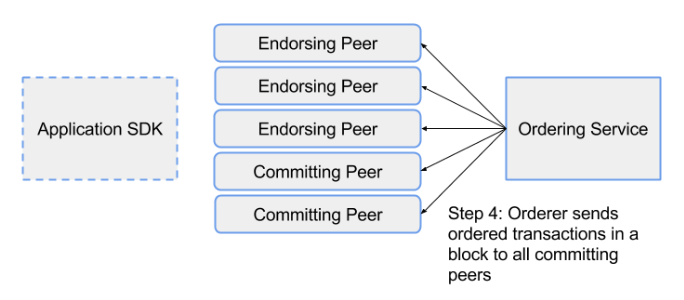 Endorsing Peer
Endorsing Peer
Application SDK
Endorsing Peer
Ordering Service
Committing Peer
Committing Peer
Step 4: Orderer sends
ordered transactions in a
block to all committing
peers